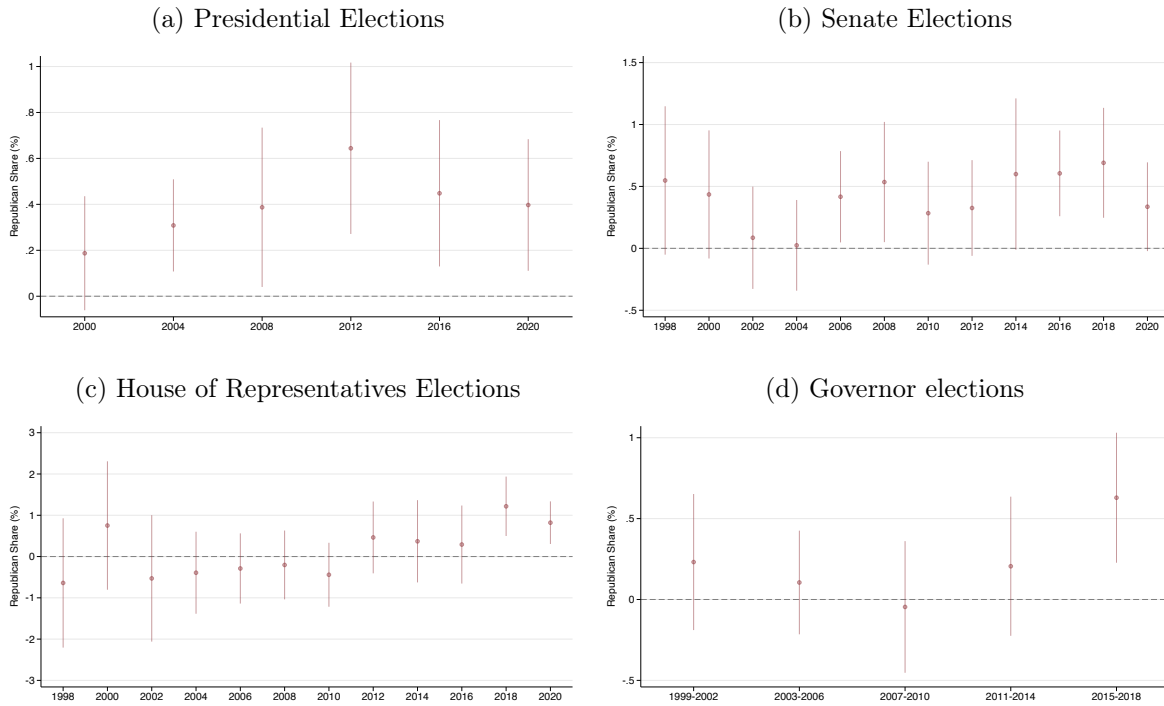 (a) Presidential Elections
Republican Share (%)
1
.8
.6
.4
.2
0
2000 2004 2008 2012 2016 2020
(b) Senate Elections
Republican Share (%)
1.5
1
.5
0
-.5
1998 2000 2002 2004 2006 2008 2010 2012 2014 2016 2018 2020
(c) House of Representatives Elections
Republican Share (%)
3
2
1
0
-1
-2
-3
1998 2000 2002 2004 2006 2008 2010 2012 2014 2016 2018 2020
(d) Governor elections
Republican Share (%)
1
.5
0
-.5
1999-2002 2003-2006 2007-2010 2011-2014 2015-2018